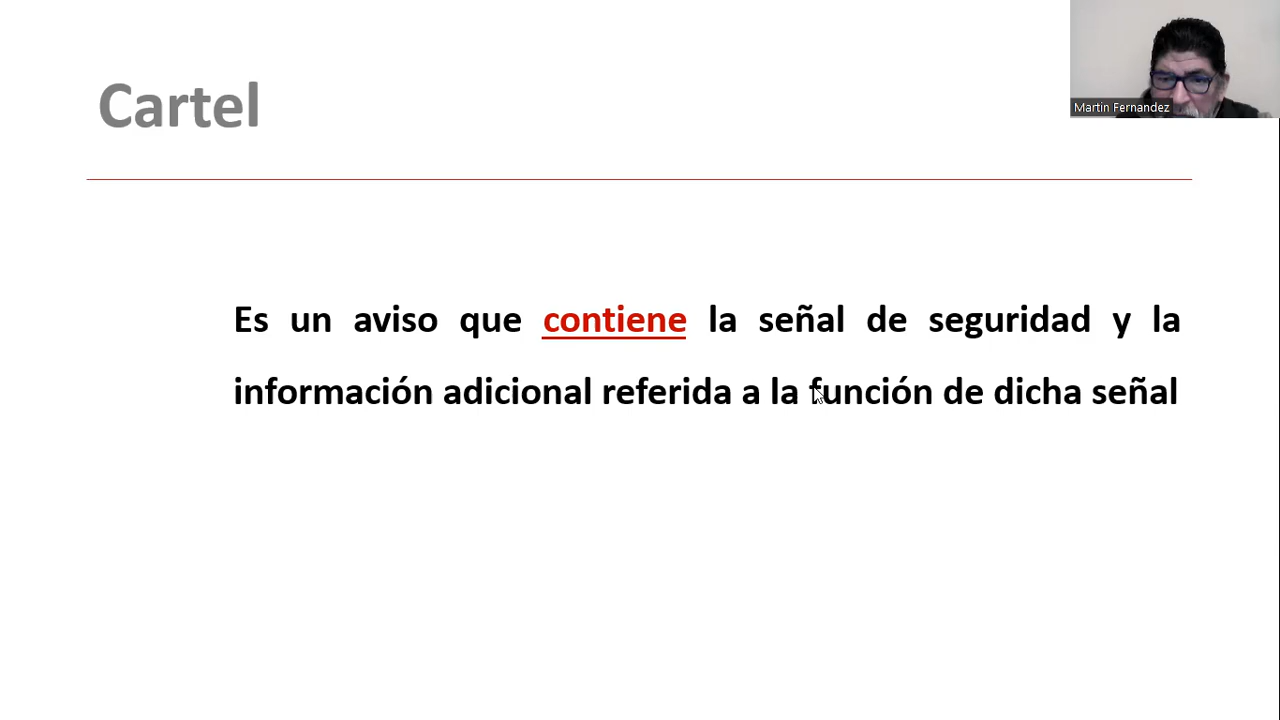 Cartel
Martin Fernandez
Es un aviso que contiene la señal de seguridad y la
información adicional referida a la función de dicha señal